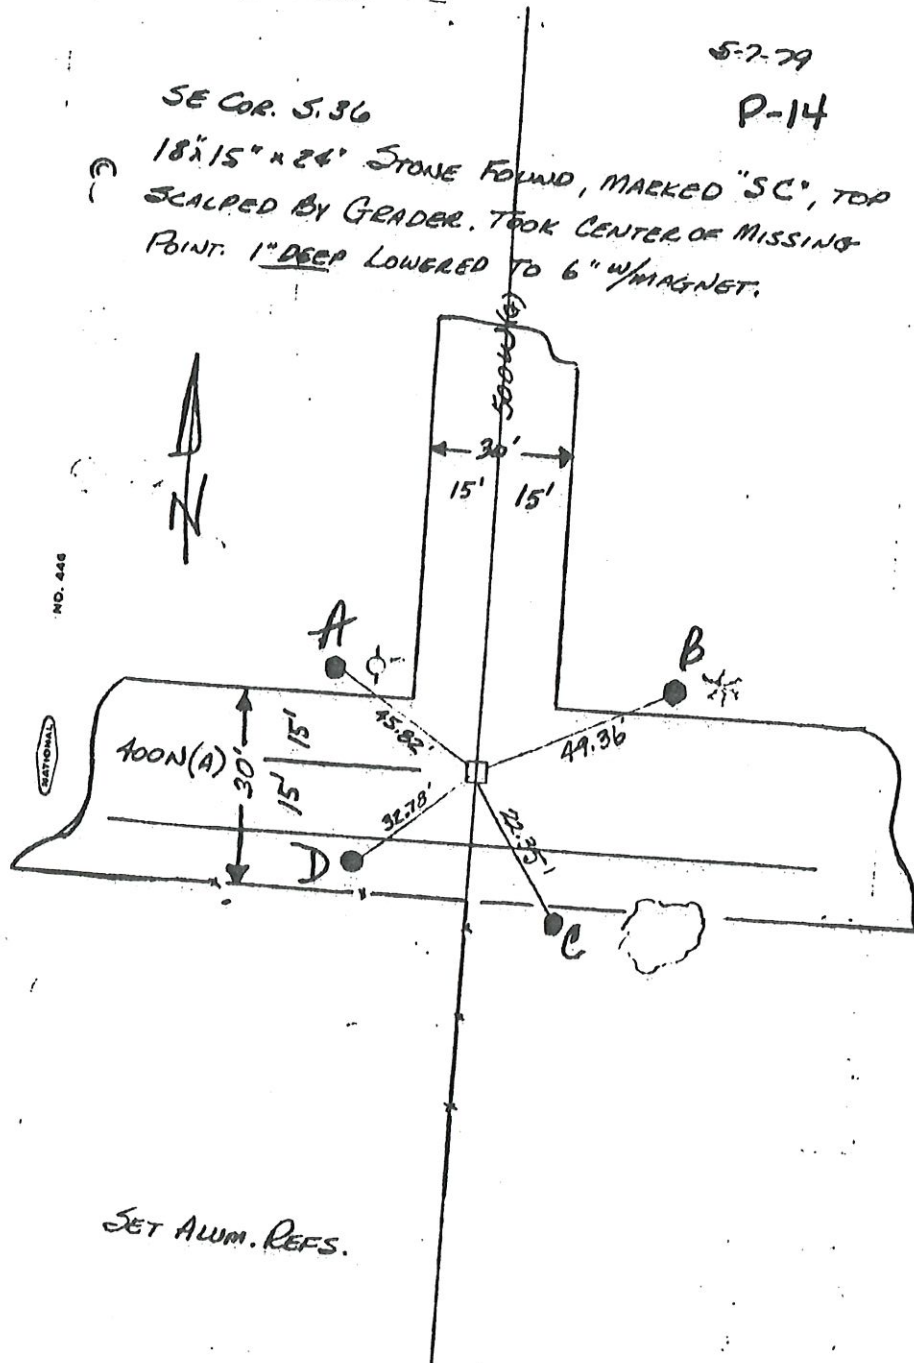 5-7-79
P-14
SE COR. S.36
18"x15" x 24" STONE FOUND, MARKED "SC", TOP
SCALPED BY GRADER. TOOK CENTER OF MISSING
POINT. 1" DEEP LOWERED TO 6" W/MAGNET.
500W(G)
30'
15' 15'
N
NO. 446
A
B
45.82'
49.36'
NATIONAL
400N(A)
30'
15'
15'
32.78'
22.35'
D
C
SET ALUM. REFS.